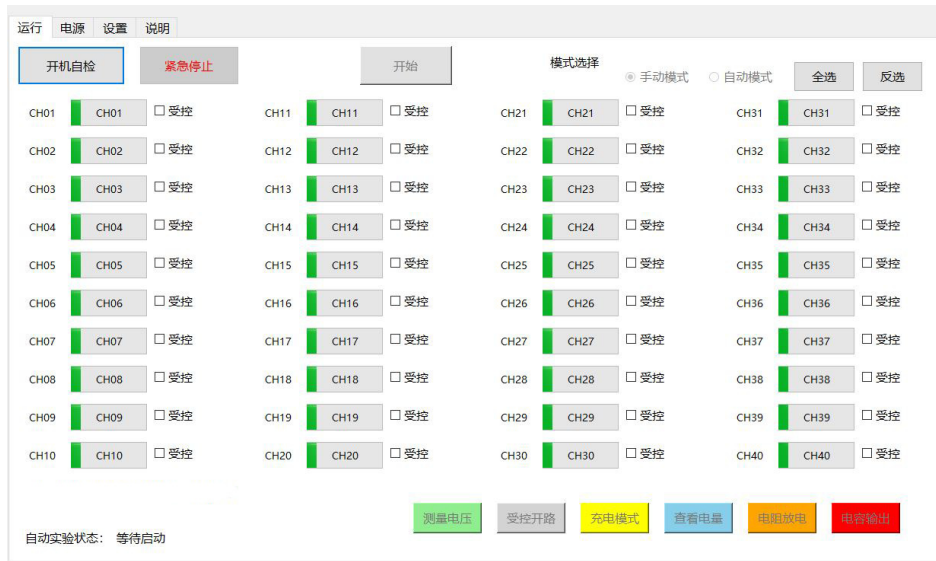 运行 电源 设置 说明
开机自检 紧急停止 开始 模式选择 手动模式 自动模式 全选 反选
CH01 CH01 受控 CH11 CH11 受控 CH21 CH21 受控 CH31 CH31 受控
CH02 CH02 受控 CH12 CH12 受控 CH22 CH22 受控 CH32 CH32 受控
CH03 CH03 受控 CH13 CH13 受控 CH23 CH23 受控 CH33 CH33 受控
CH04 CH04 受控 CH14 CH14 受控 CH24 CH24 受控 CH34 CH34 受控
CH05 CH05 受控 CH15 CH15 受控 CH25 CH25 受控 CH35 CH35 受控
CH06 CH06 受控 CH16 CH16 受控 CH26 CH26 受控 CH36 CH36 受控
CH07 CH07 受控 CH17 CH17 受控 CH27 CH27 受控 CH37 CH37 受控
CH08 CH08 受控 CH18 CH18 受控 CH28 CH28 受控 CH38 CH38 受控
CH09 CH09 受控 CH19 CH19 受控 CH29 CH29 受控 CH39 CH39 受控
CH10 CH10 受控 CH20 CH20 受控 CH30 CH30 受控 CH40 CH40 受控
测量电压 受控开路 充电模式 查看电量 电阻放电 电容输出
自动实验状态： 等待启动